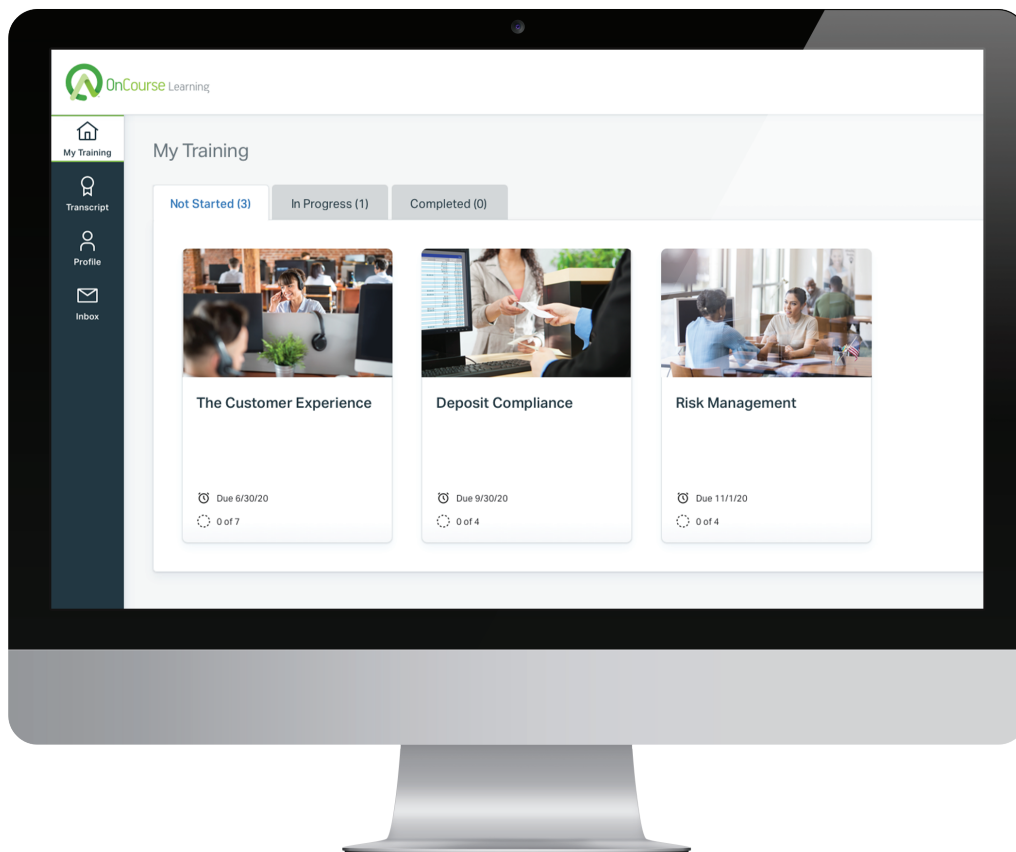 OnCourse Learning
My Training
Transcript
Profile
Inbox
My Training
Not Started (3)
In Progress (1)
Completed (0)
The Customer Experience
Due 6/30/20
0 of 7
Deposit Compliance
Due 9/30/20
0 of 4
Risk Management
Due 11/1/20
0 of 4